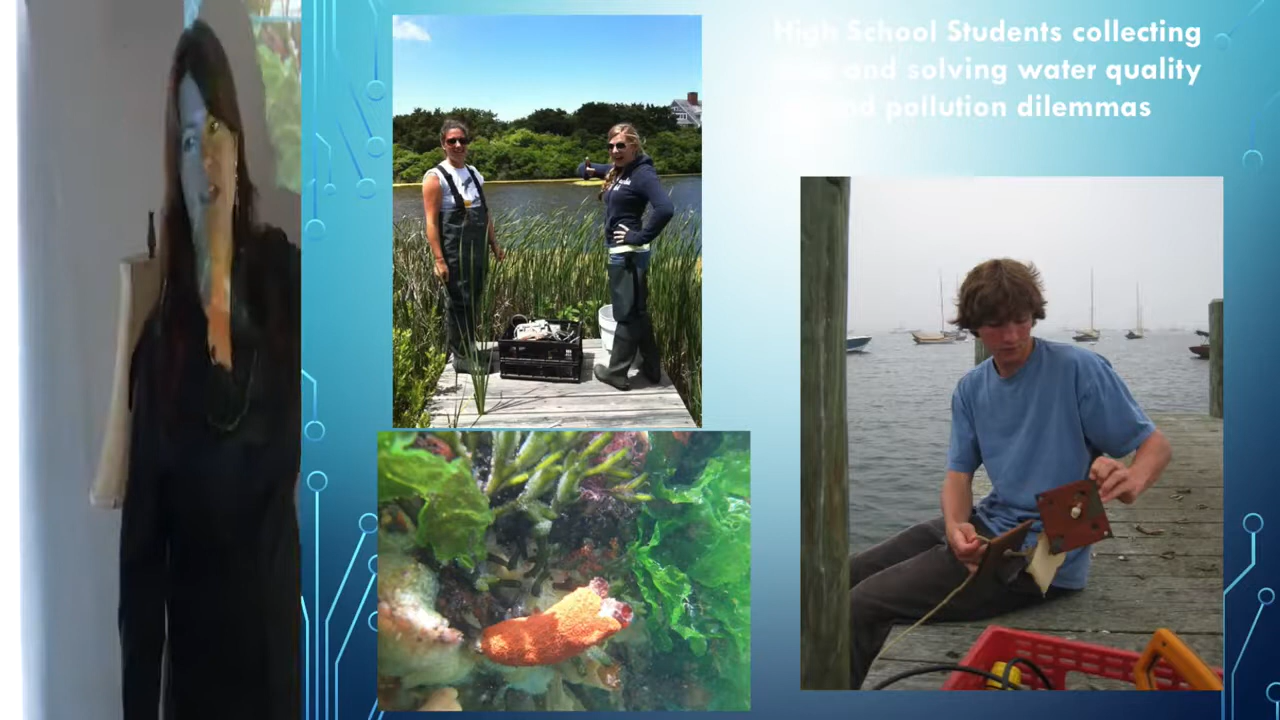 High School Students collecting
and solving water quality
and pollution dilemmas